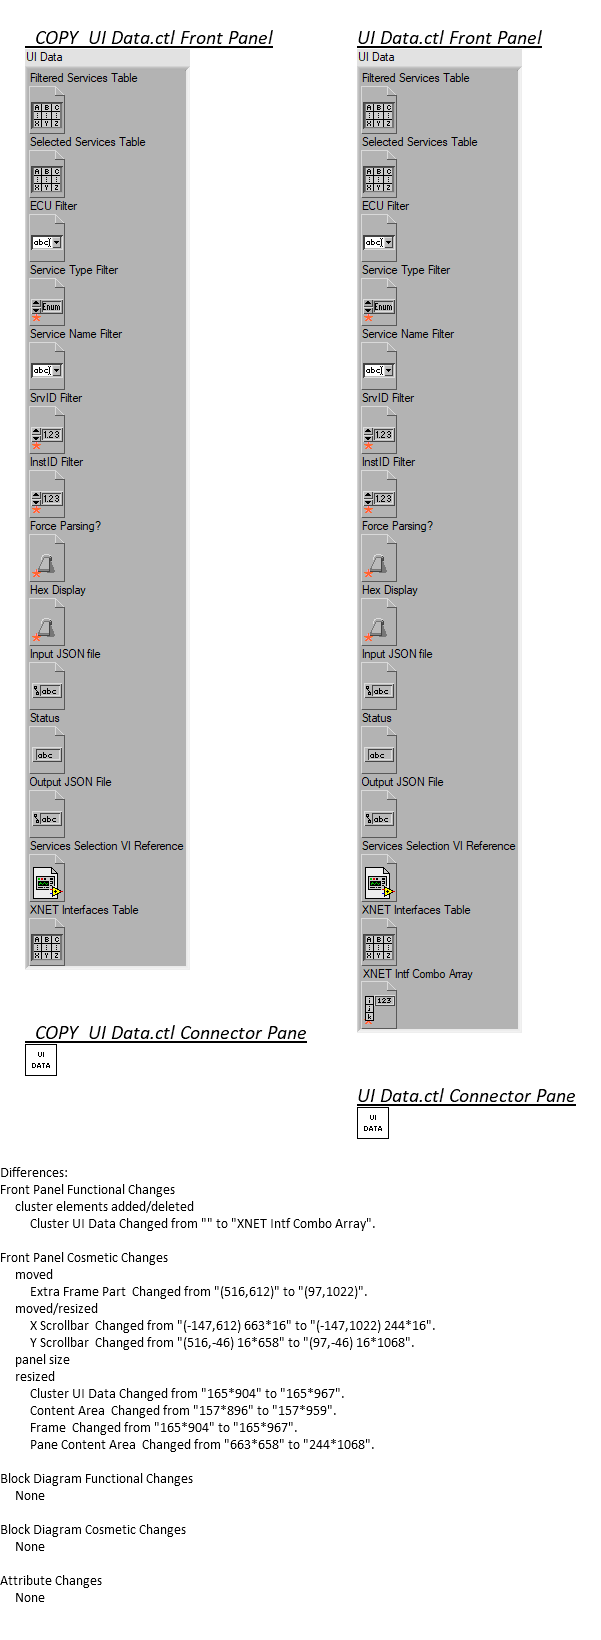 COPY UI Data.ctl Front Panel
UI Data
Filtered Services Table
A B C
X Y Z
Selected Services Table
A B C
X Y Z
ECU Filter
abc
Service Type Filter
Enum
Service Name Filter
abc
SrvID Filter
1.23
InstID Filter
1.23
Force Parsing?
Hex Display
Input JSON file
abc
Status
abc
Output JSON File
abc
Services Selection VI Reference
XNET Interfaces Table
A B C
X Y Z
COPY UI Data.ctl Connector Pane
UI
DATA
UI Data.ctl Front Panel
UI Data
Filtered Services Table
A B C
X Y Z
Selected Services Table
A B C
X Y Z
ECU Filter
abc
Service Type Filter
Enum
Service Name Filter
abc
SrvID Filter
1.23
InstID Filter
1.23
Force Parsing?
Hex Display
Input JSON file
abc
Status
abc
Output JSON File
abc
Services Selection VI Reference
XNET Interfaces Table
A B C
X Y Z
XNET Intf Combo Array
i 123
j
k
UI Data.ctl Connector Pane
UI
DATA
Differences:
Front Panel Functional Changes
cluster elements added/deleted
Cluster UI Data Changed from "" to "XNET Intf Combo Array".
Front Panel Cosmetic Changes
moved
Extra Frame Part  Changed from "(516,612)" to "(97,1022)".
moved/resized
X Scrollbar  Changed from "(-147,612) 663*16" to "(-147,1022) 244*16".
Y Scrollbar  Changed from "(516,-46) 16*658" to "(97,-46) 16*1068".
panel size
resized
Cluster UI Data Changed from "165*904" to "165*967".
Content Area  Changed from "157*896" to "157*959".
Frame  Changed from "165*904" to "165*967".
Pane Content Area  Changed from "663*658" to "244*1068".
Block Diagram Functional Changes
None
Block Diagram Cosmetic Changes
None
Attribute Changes
None